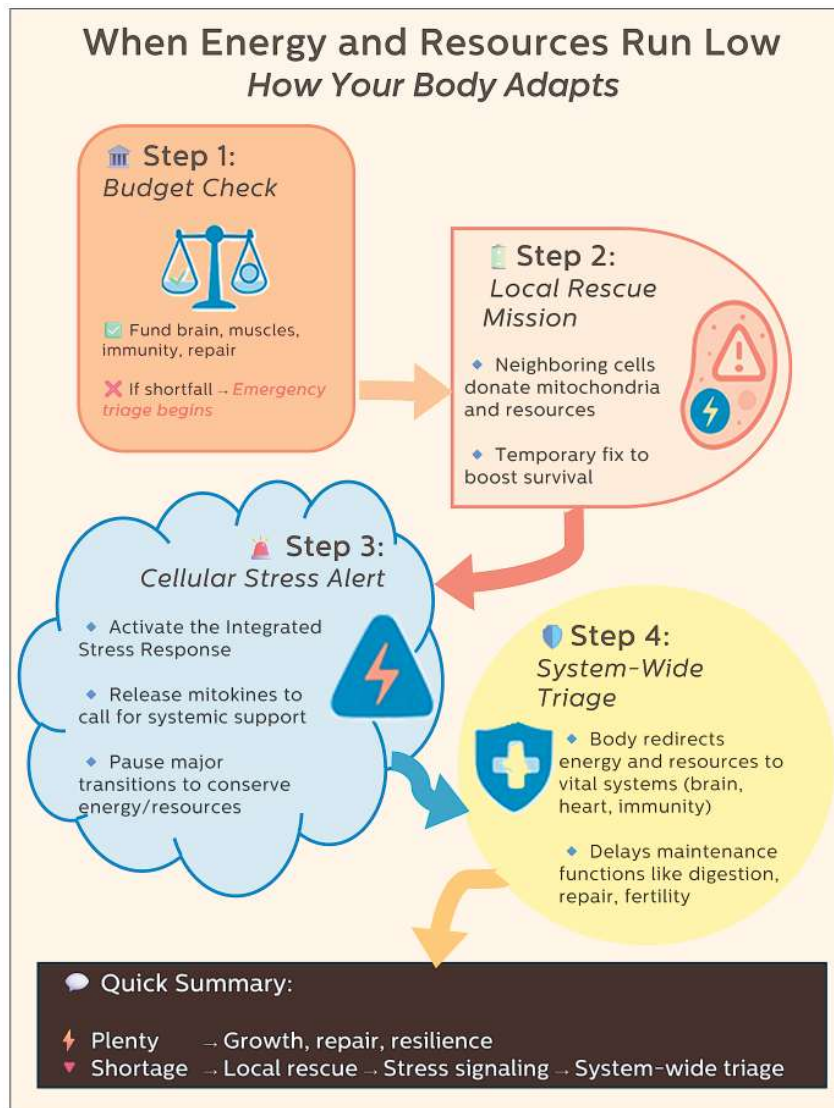 When Energy and Resources Run Low
How Your Body Adapts
Step 1:
Budget Check
Fund brain, muscles,
immunity, repair
If shortfall → Emergency
triage begins
Step 2:
Local Rescue
Mission
Neighboring cells
donate mitochondria
and resources
Temporary fix to
boost survival
Step 3:
Cellular Stress Alert
Activate the Integrated
Stress Response
Release mitokines to
call for systemic support
Pause major
transitions to conserve
energy/resources
Step 4:
System-Wide
Triage
Body redirects
energy and resources to
vital systems (brain,
heart, immunity)
Delays maintenance
functions like digestion,
repair, fertility
Quick Summary:
Plenty → Growth, repair, resilience
Shortage → Local rescue → Stress signaling → System-wide triage